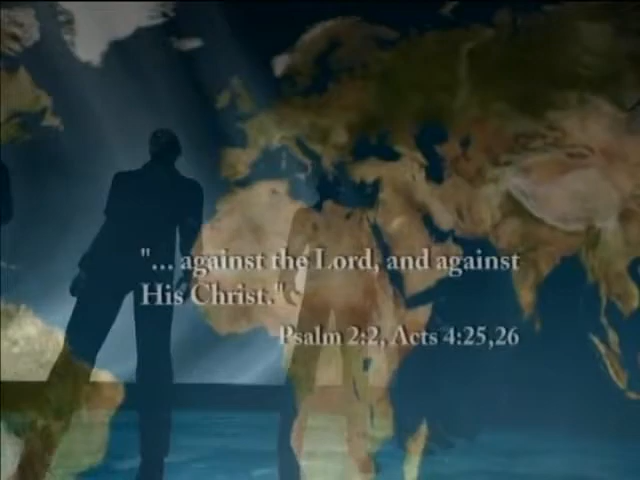 "... against the Lord, and against
His Christ."
Psalm 2:2, Acts 4:25,26